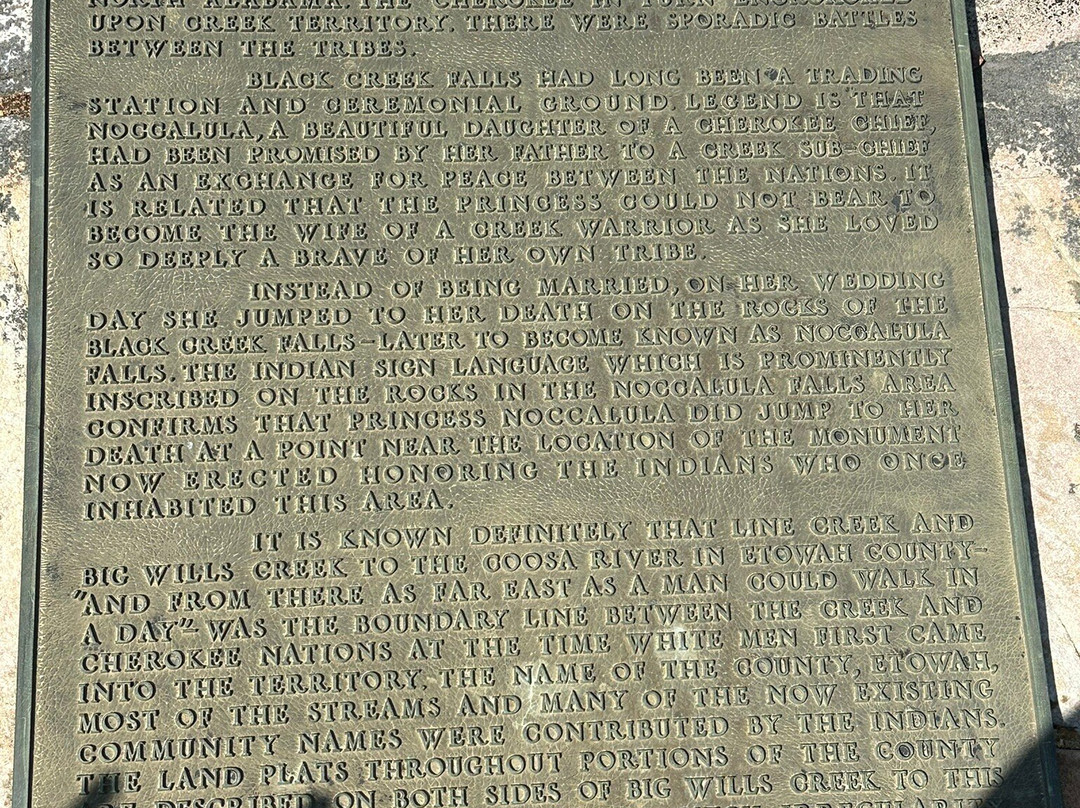 NORTH ALABAMA. THE CHEROKEE IN TURN ENCROACHED
UPON CREEK TERRITORY. THERE WERE SPORADIC BATTLES
BETWEEN THE TRIBES.
BLACK CREEK FALLS HAD LONG BEEN A TRADING
STATION AND CEREMONIAL GROUND. LEGEND IS THAT
NOCCALULA, A BEAUTIFUL DAUGHTER OF A CHEROKEE CHIEF,
HAD BEEN PROMISED BY HER FATHER TO A CREEK SUB-CHIEF
AS AN EXCHANGE FOR PEACE BETWEEN THE NATIONS. IT
IS RELATED THAT THE PRINCESS COULD NOT BEAR TO
BECOME THE WIFE OF A CREEK WARRIOR AS SHE LOVED
SO DEEPLY A BRAVE OF HER OWN TRIBE.
INSTEAD OF BEING MARRIED, ON HER WEDDING
DAY SHE JUMPED TO HER DEATH ON THE ROCKS OF THE
BLACK CREEK FALLS-LATER TO BECOME KNOWN AS NOCCALULA
FALLS. THE INDIAN SIGN LANGUAGE WHICH IS PROMINENTLY
INSCRIBED ON THE ROCKS IN THE NOCCALULA FALLS AREA
CONFIRMS THAT PRINCESS NOCCALULA DID JUMP TO HER
DEATH AT A POINT NEAR THE LOCATION OF THE MONUMENT
NOW ERECTED HONORING THE INDIANS WHO ONCE
INHABITED THIS AREA.
IT IS KNOWN DEFINITELY THAT LINE CREEK AND
BIG WILLS CREEK TO THE COOSA RIVER IN ETOWAH COUNTY-
"AND FROM THERE AS FAR EAST AS A MAN COULD WALK IN
A DAY"- WAS THE BOUNDARY LINE BETWEEN THE CREEK AND
CHEROKEE NATIONS AT THE TIME WHITE MEN FIRST CAME
INTO THE TERRITORY. THE NAME OF THE COUNTY, ETOWAH,
MOST OF THE STREAMS AND MANY OF THE NOW EXISTING
COMMUNITY NAMES WERE CONTRIBUTED BY THE INDIANS.
THE LAND PLATS THROUGHOUT PORTIONS OF THE COUNTY
DESCRIBED ON BOTH SIDES OF BIG WILLS CREEK TO THIS